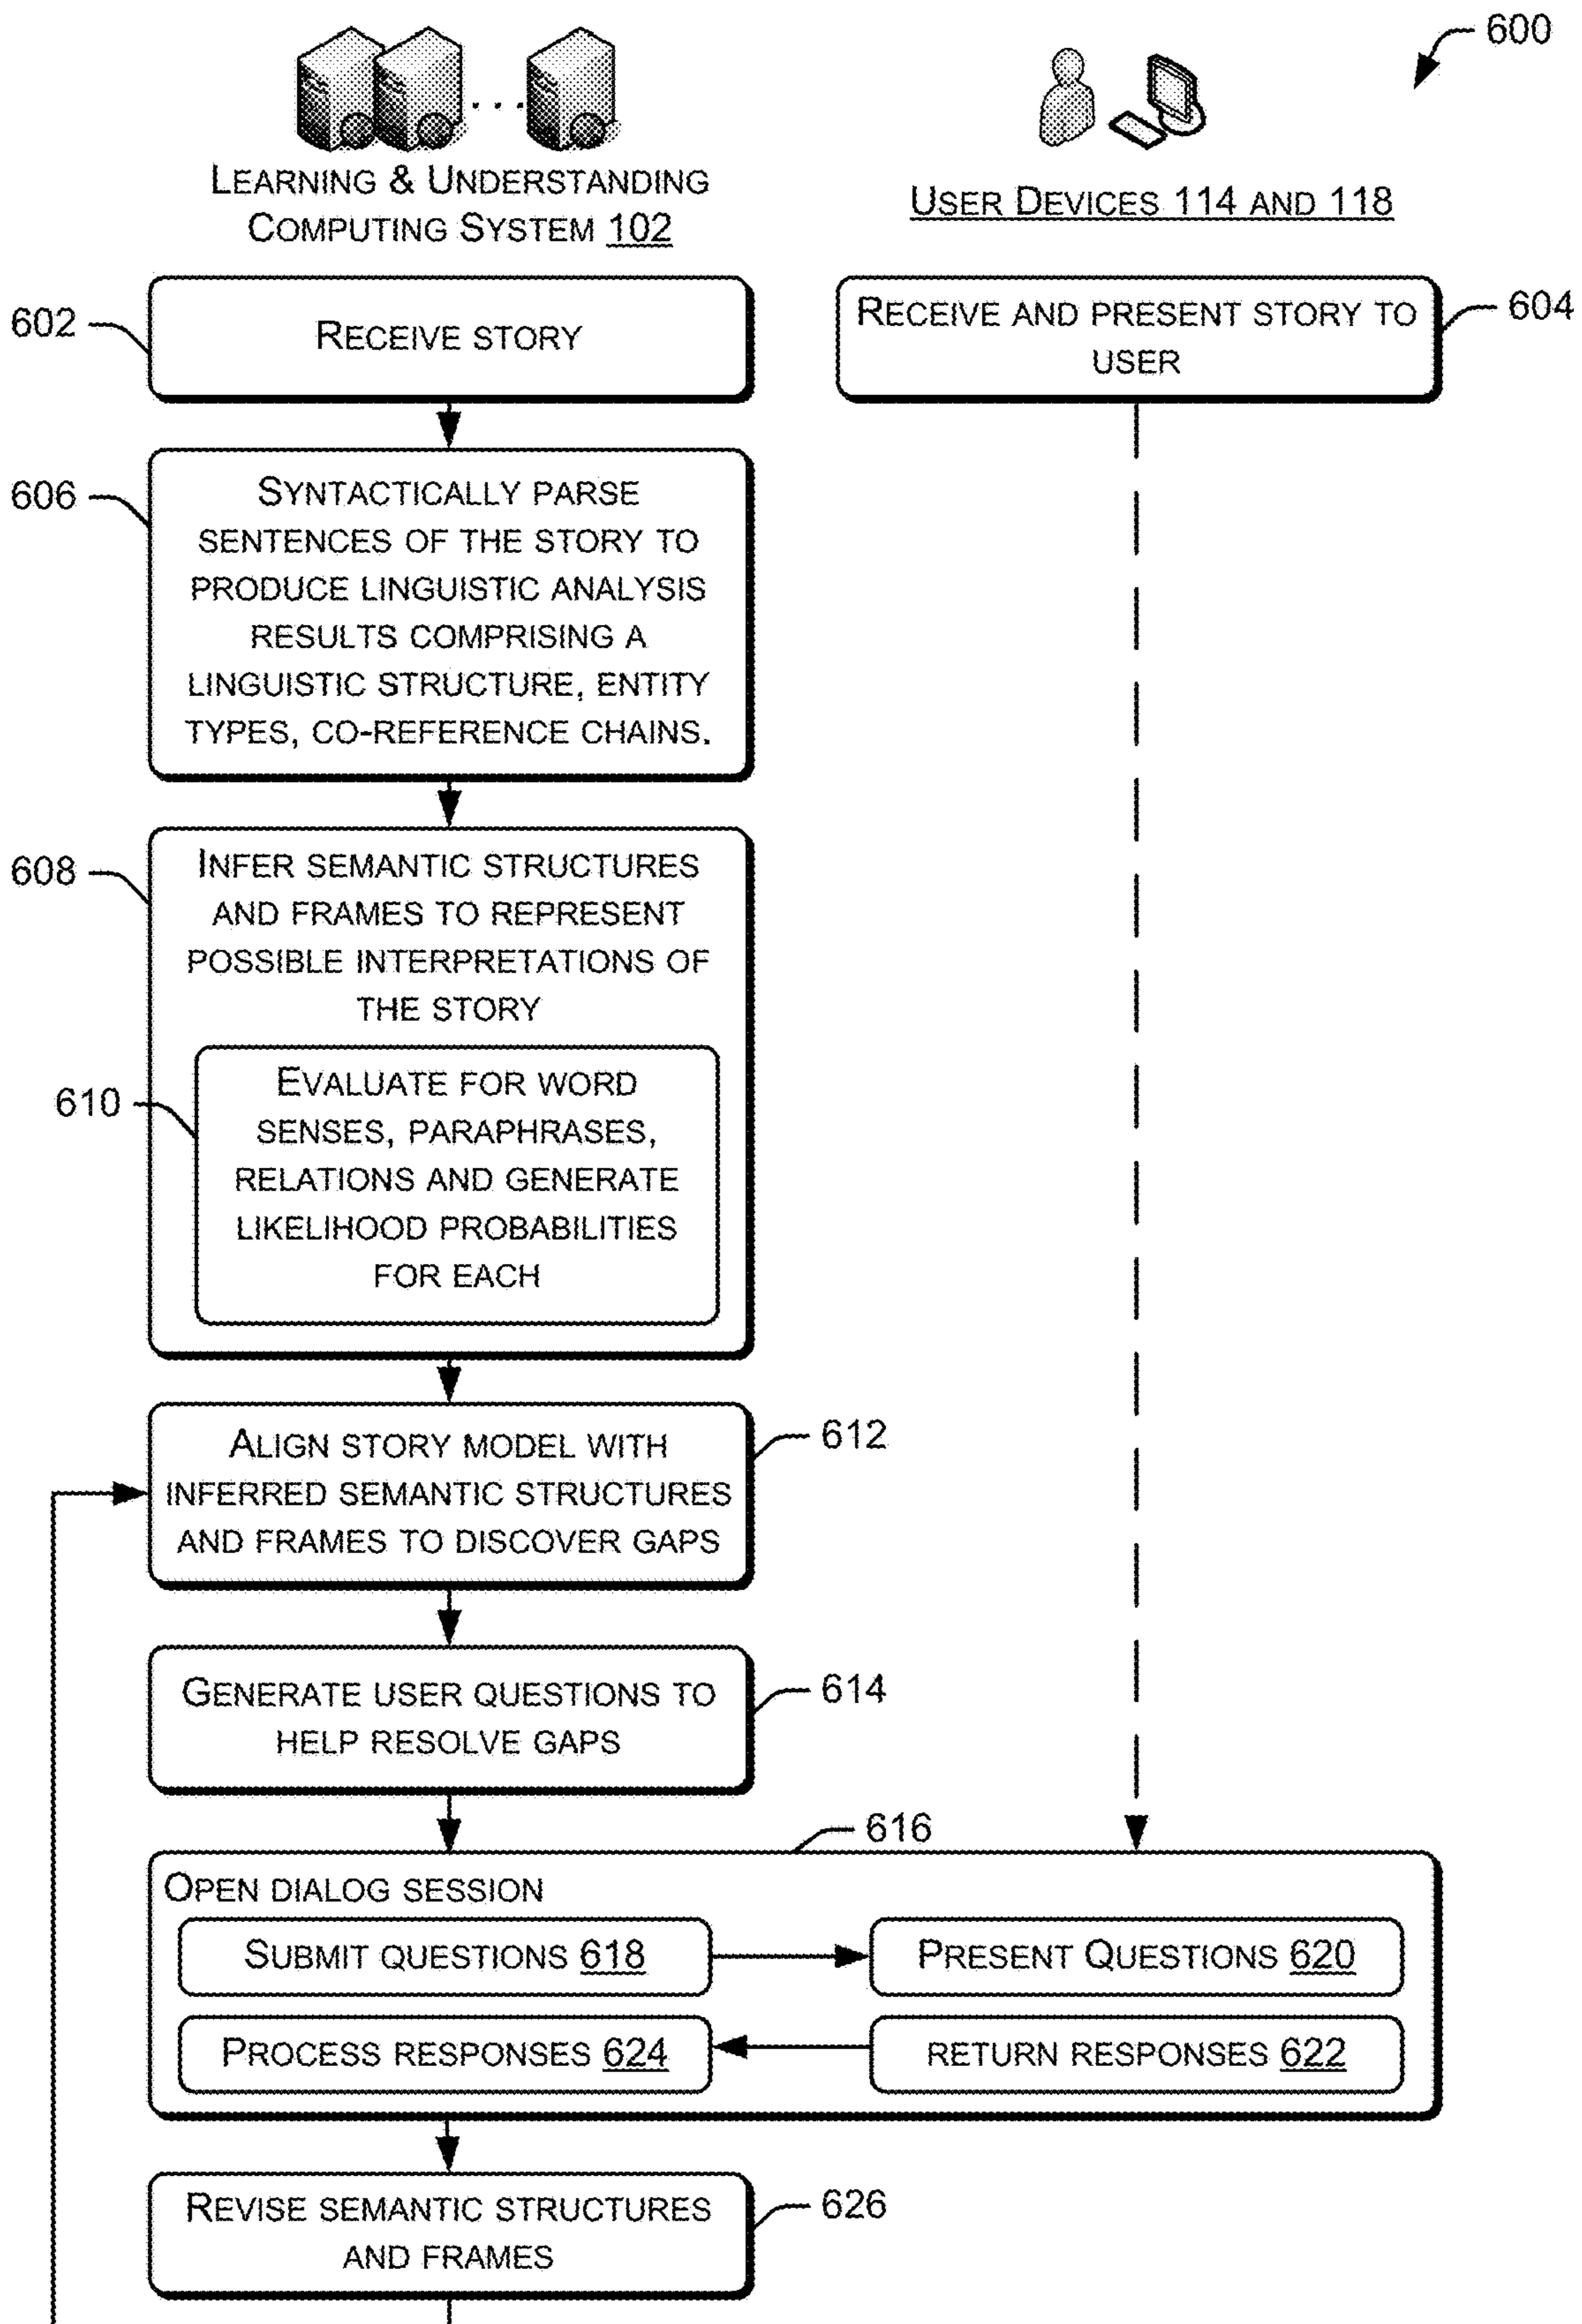 600
LEARNING & UNDERSTANDING
COMPUTING SYSTEM 102
USER DEVICES 114 AND 118
602
RECEIVE STORY
RECEIVE AND PRESENT STORY TO
USER
604
606
SYNTACTICALLY PARSE
SENTENCES OF THE STORY TO
PRODUCE LINGUISTIC ANALYSIS
RESULTS COMPRISING A
LINGUISTIC STRUCTURE, ENTITY
TYPES, CO-REFERENCE CHAINS.
608
INFER SEMANTIC STRUCTURES
AND FRAMES TO REPRESENT
POSSIBLE INTERPRETATIONS OF
THE STORY
610
EVALUATE FOR WORD
SENSES, PARAPHRASES,
RELATIONS AND GENERATE
LIKELIHOOD PROBABILITIES
FOR EACH
ALIGN STORY MODEL WITH
INFERRED SEMANTIC STRUCTURES
AND FRAMES TO DISCOVER GAPS
612
GENERATE USER QUESTIONS TO
HELP RESOLVE GAPS
614
616
OPEN DIALOG SESSION
SUBMIT QUESTIONS 618
PRESENT QUESTIONS 620
PROCESS RESPONSES 624
RETURN RESPONSES 622
REVISE SEMANTIC STRUCTURES
AND FRAMES
626